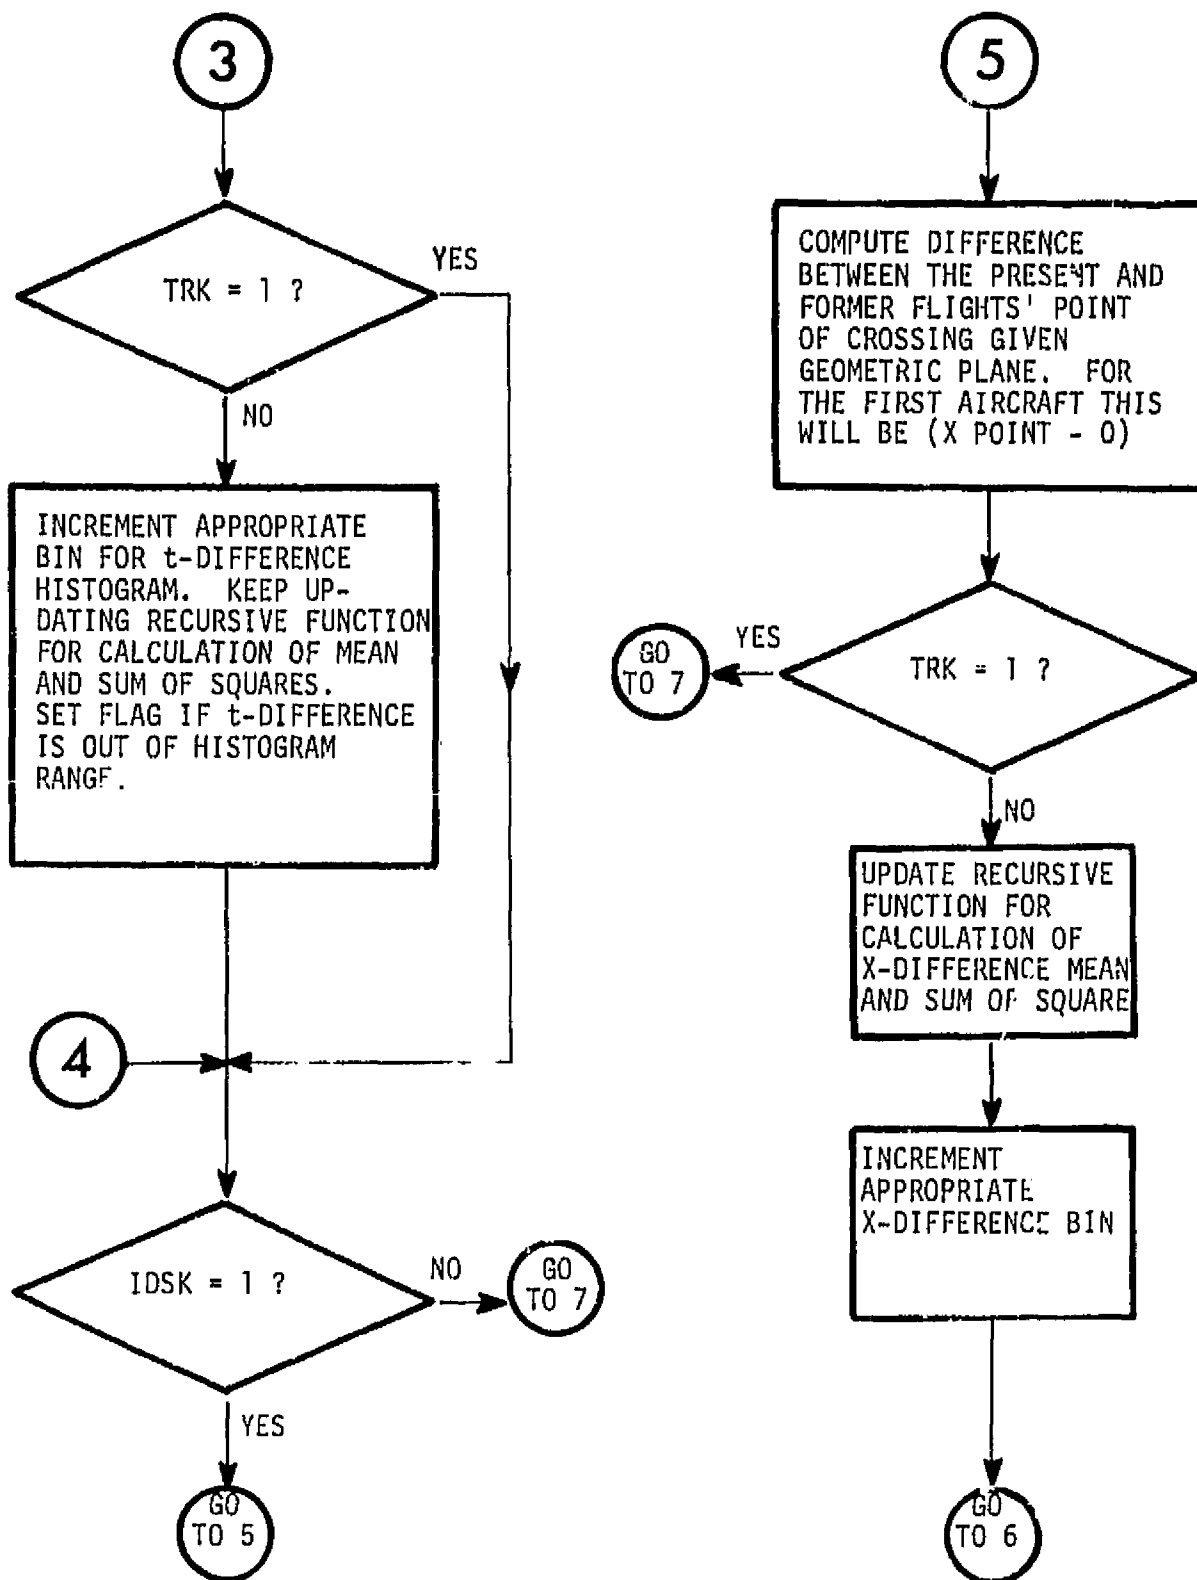 3
TRK = 1 ?
YES
NO
INCREMENT APPROPRIATE
BIN FOR t-DIFFERENCE
HISTOGRAM. KEEP UP-
DATING RECURSIVE FUNCTION
FOR CALCULATION OF MEAN
AND SUM OF SQUARES.
SET FLAG IF t-DIFFERENCE
IS OUT OF HISTOGRAM
RANGE.
4
IDSK = 1 ?
NO
GO
TO 7
YES
GO
TO 5
5
COMPUTE DIFFERENCE
BETWEEN THE PRESENT AND
FORMER FLIGHTS' POINT
OF CROSSING GIVEN
GEOMETRIC PLANE. FOR
THE FIRST AIRCRAFT THIS
WILL BE (X POINT - 0)
TRK = 1 ?
YES
GO
TO 7
NO
UPDATE RECURSIVE
FUNCTION FOR
CALCULATION OF
X-DIFFERENCE MEAN
AND SUM OF SQUARE
INCREMENT
APPROPRIATE
X-DIFFERENCE BIN
GO
TO 6